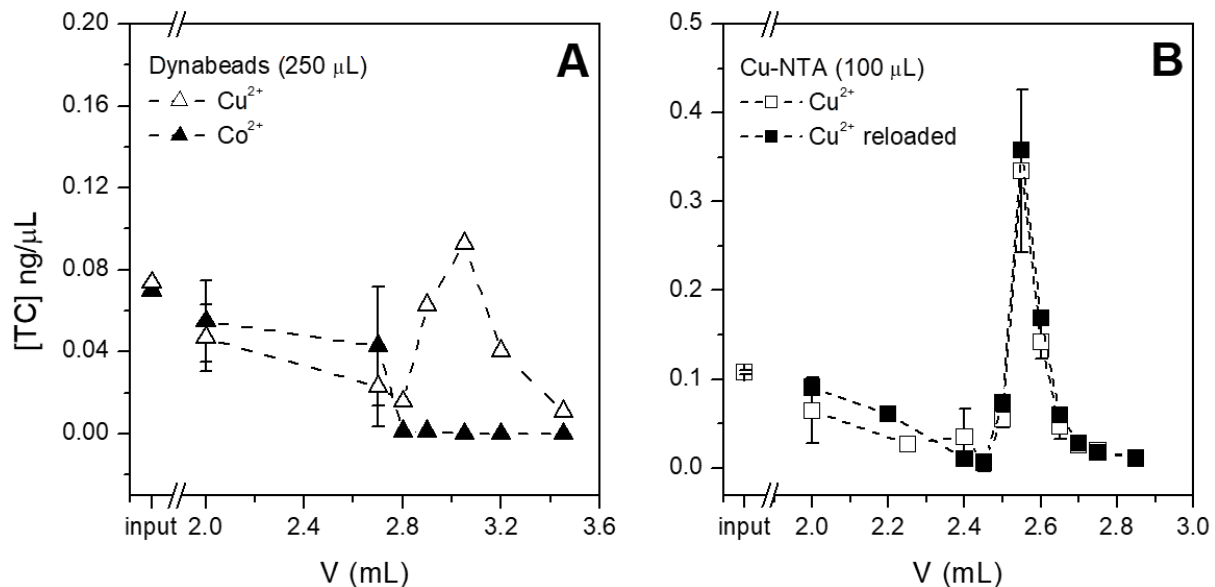 A
Dynabeads (250 μL)
Cu²⁺
Co²⁺
[TC] ng/μL
0.20
0.16
0.12
0.08
0.04
0.00
input 2.0 2.4 2.8 3.2 3.6
V (mL)
B
Cu-NTA (100 μL)
Cu²⁺
Cu²⁺ reloaded
0.5
0.4
0.3
0.2
0.1
0.0
input 2.0 2.2 2.4 2.6 2.8 3.0
V (mL)